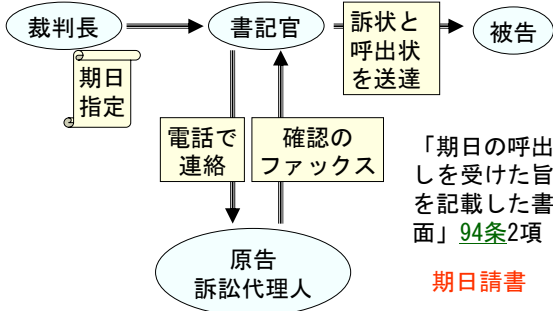 裁判長
書記官
訴状と
呼出状
を送達
被告
期日
指定
電話で
連絡
確認の
ファックス
「期日の呼出
しを受けた旨
を記載した書
面」94条2項
原告
訴訟代理人
期日請書